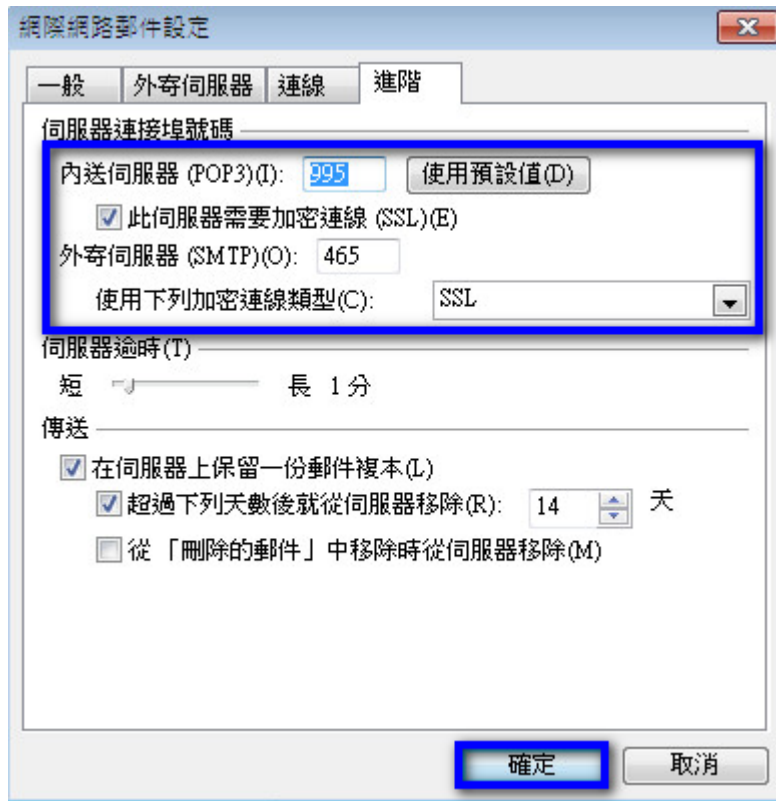 網際網路郵件設定
一般 外寄伺服器 連線 進階
伺服器連接埠號碼
內送伺服器 (POP3)(I): 995 使用預設值(D)
此伺服器需要加密連線 (SSL)(E)
外寄伺服器 (SMTP)(O): 465
使用下列加密連線類型(C): SSL
伺服器逾時(T)
短 長 1 分
傳送
在伺服器上保留一份郵件複本(L)
超過下列天數後就從伺服器移除(R): 14 天
從「刪除的郵件」中移除時從伺服器移除(M)
確定 取消